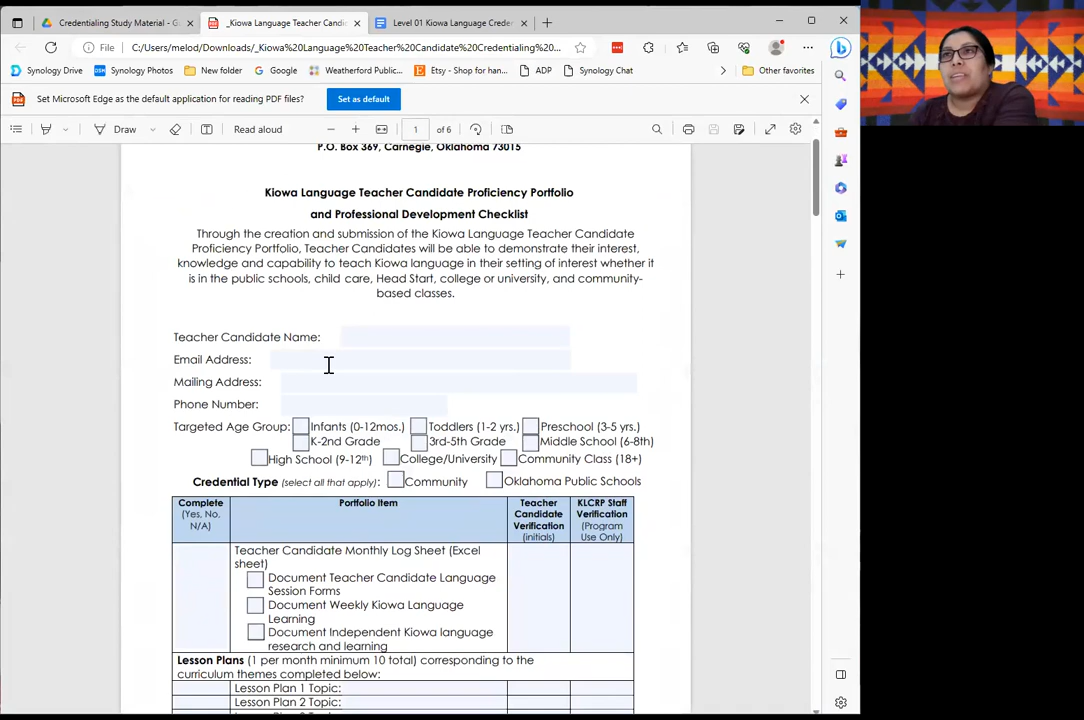 Credentialing Study Material - G
_Kiowa Language Teacher Candid
Level 01 Kiowa Language Crede
File
C:/Users/melod/Downloads/_Kiowa%20Language%20Teacher%20Candidate%20Credentialing%20...
Synology Drive
Synology Photos
New folder
Google
Weatherford Public...
Etsy - Shop for han...
ADP
Synology Chat
Other favorites
Set Microsoft Edge as the default application for reading PDF files?
Set as default
Draw
Read aloud
1
of 6
P.O. Box 369, Carnegie, Oklahoma 73015
Kiowa Language Teacher Candidate Proficiency Portfolio
and Professional Development Checklist
Through the creation and submission of the Kiowa Language Teacher Candidate
Proficiency Portfolio, Teacher Candidates will be able to demonstrate their interest,
knowledge and capability to teach Kiowa language in their setting of interest whether it
is in the public schools, child care, Head Start, college or university, and community-
based classes.
Teacher Candidate Name:
Email Address:
Mailing Address:
Phone Number:
Targeted Age Group: Infants (0-12mos.) Toddlers (1-2 yrs.) Preschool (3-5 yrs.)
K-2nd Grade 3rd-5th Grade Middle School (6-8th)
High School (9-12th) College/University Community Class (18+)
Credential Type (select all that apply): Community Oklahoma Public Schools
Complete
(Yes, No,
N/A)
Portfolio Item
Teacher
Candidate
Verification
(initials)
KLCRP Staff
Verification
(Program
Use Only)
Teacher Candidate Monthly Log Sheet (Excel
sheet)
Document Teacher Candidate Language
Session Forms
Document Weekly Kiowa Language
Learning
Document Independent Kiowa language
research and learning
Lesson Plans (1 per month minimum 10 total) corresponding to the
curriculum themes completed below:
Lesson Plan 1 Topic:
Lesson Plan 2 Topic: